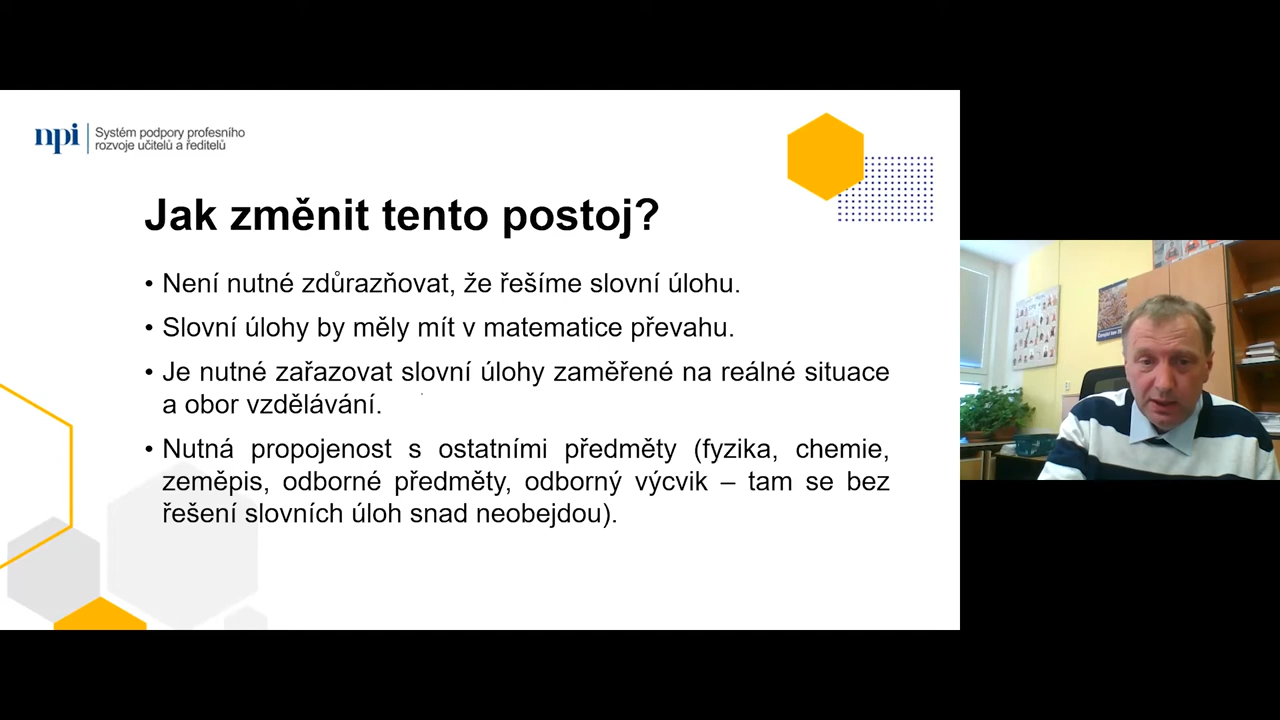 npi
Systém podpory profesního
rozvoje učitelů a ředitelů
Jak změnit tento postoj?
• Není nutné zdůrazňovat, že řešíme slovní úlohu.
• Slovní úlohy by měly mít v matematice převahu.
• Je nutné zařazovat slovní úlohy zaměřené na reálné situace
a obor vzdělávání.
• Nutná propojenost s ostatními předměty (fyzika, chemie,
zeměpis, odborné předměty, odborný výcvik – tam se bez
řešení slovních úloh snad neobejdou).